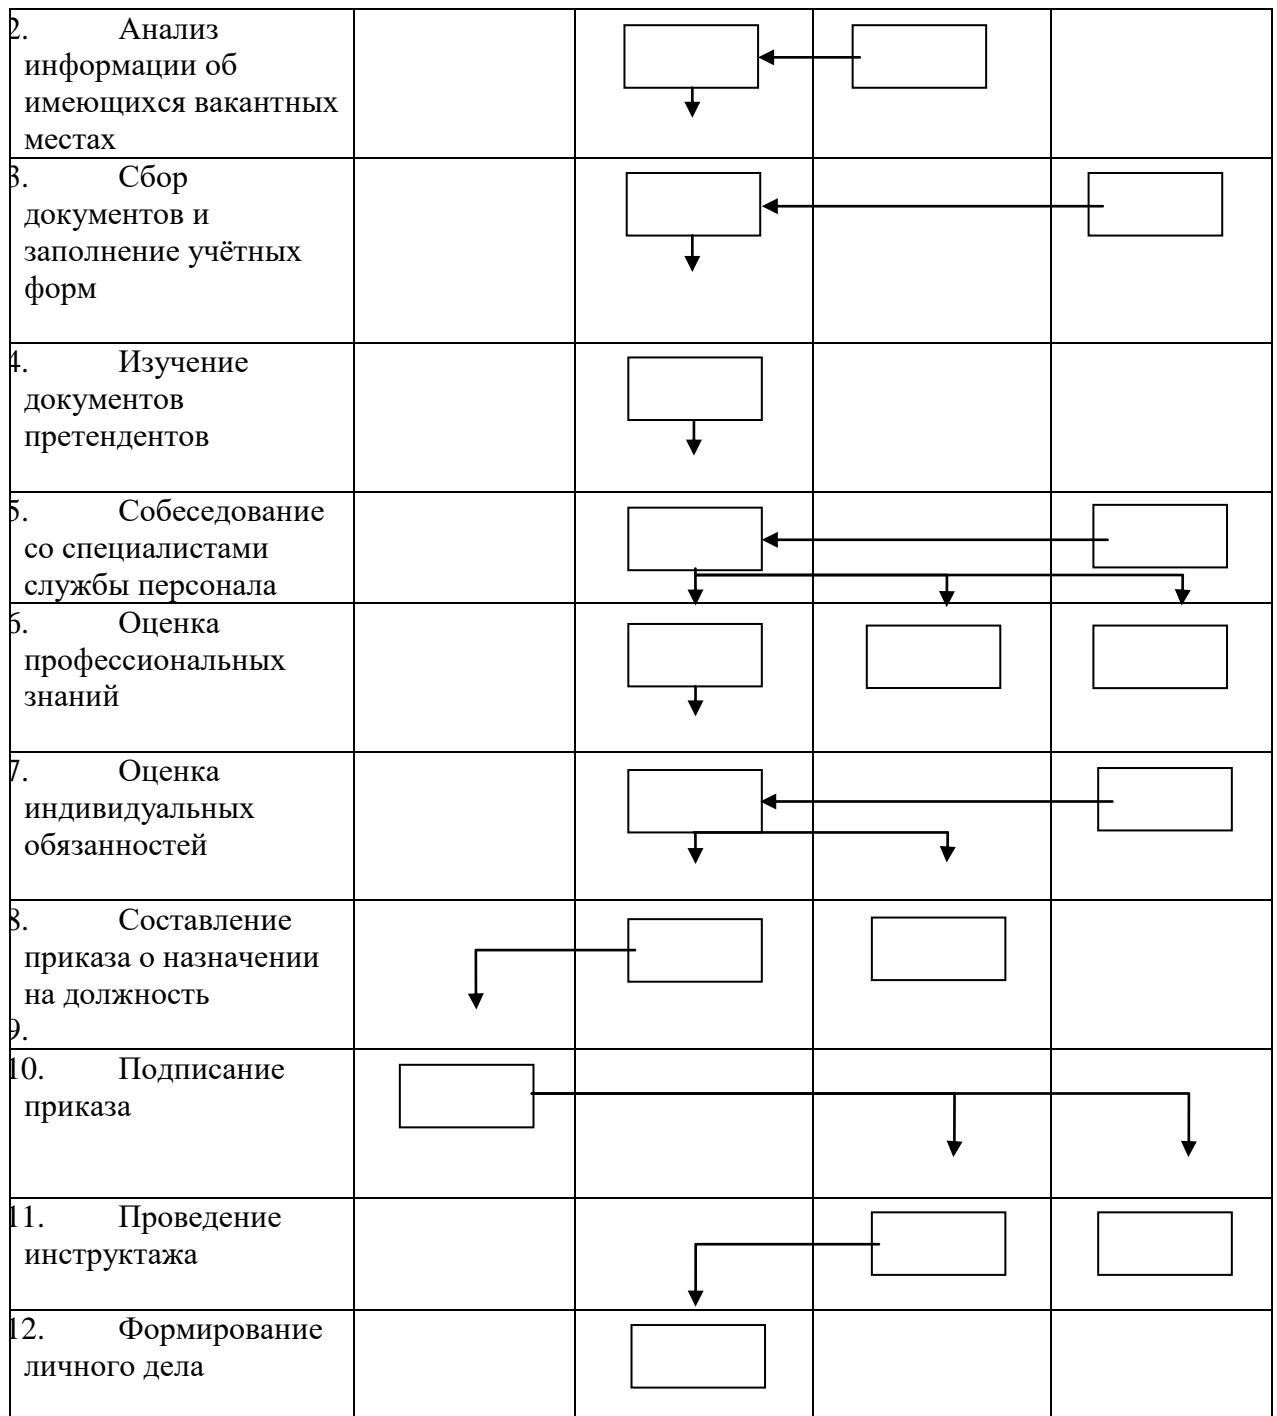 2. Анализ
информации об
имеющихся вакантных
местах
3. Сбор
документов и
заполнение учётных
форм
4. Изучение
документов
претендентов
5. Собеседование
со специалистами
службы персонала
6. Оценка
профессиональных
знаний
7. Оценка
индивидуальных
обязанностей
8. Составление
приказа о назначении
на должность
9.
10. Подписание
приказа
11. Проведение
инструктажа
12. Формирование
личного дела